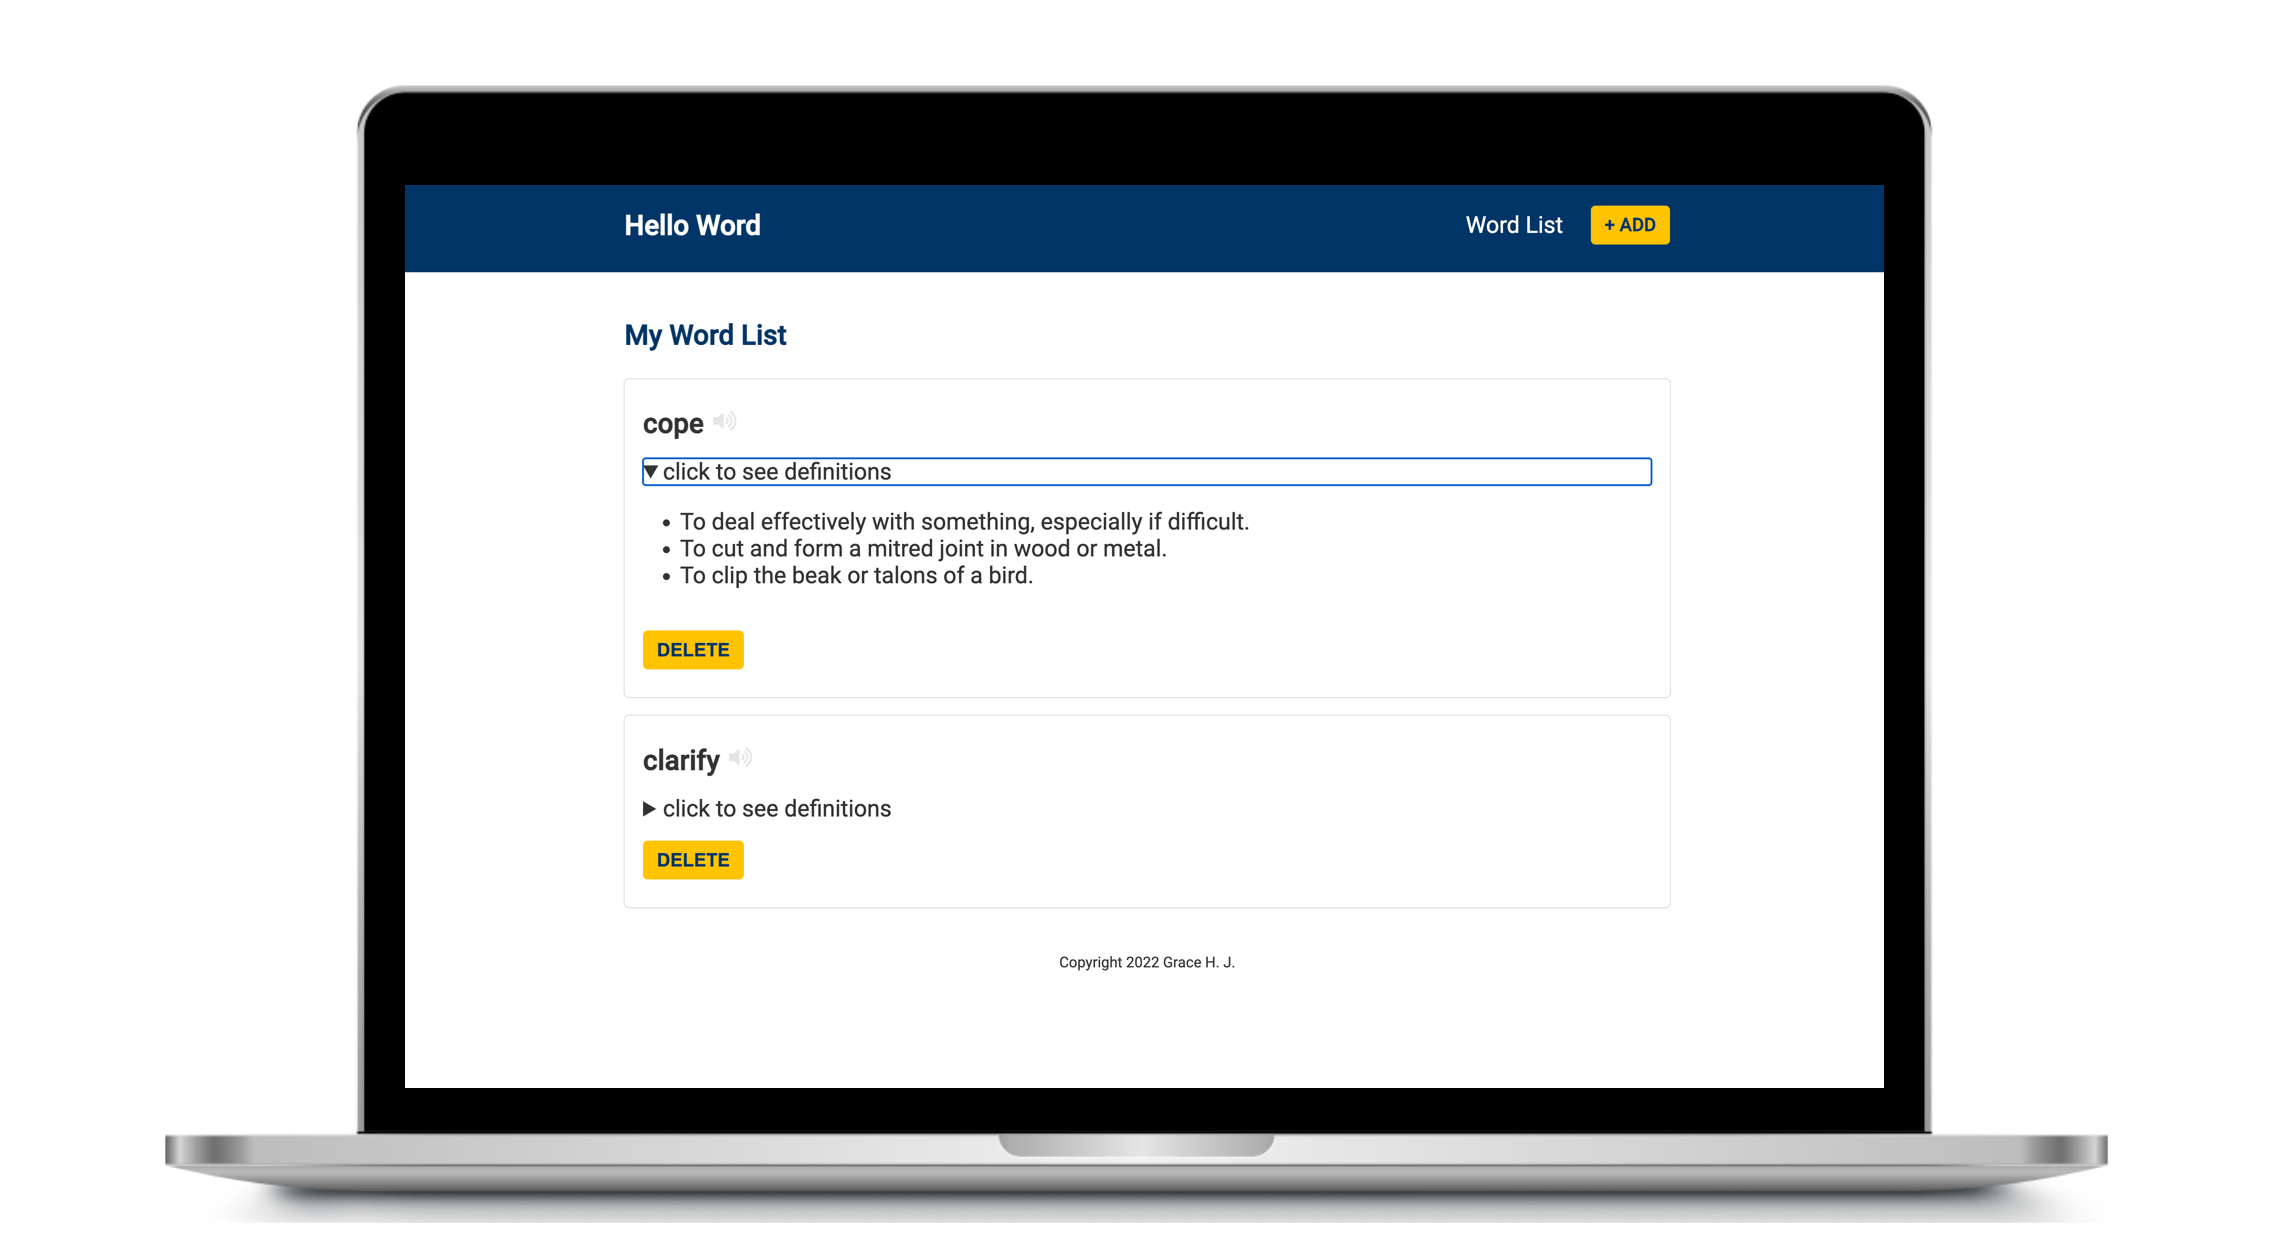 Hello Word
Word List
+ ADD
My Word List
cope
click to see definitions
To deal effectively with something, especially if difficult.
To cut and form a mitred joint in wood or metal.
To clip the beak or talons of a bird.
DELETE
clarify
click to see definitions
DELETE
Copyright 2022 Grace H. J.